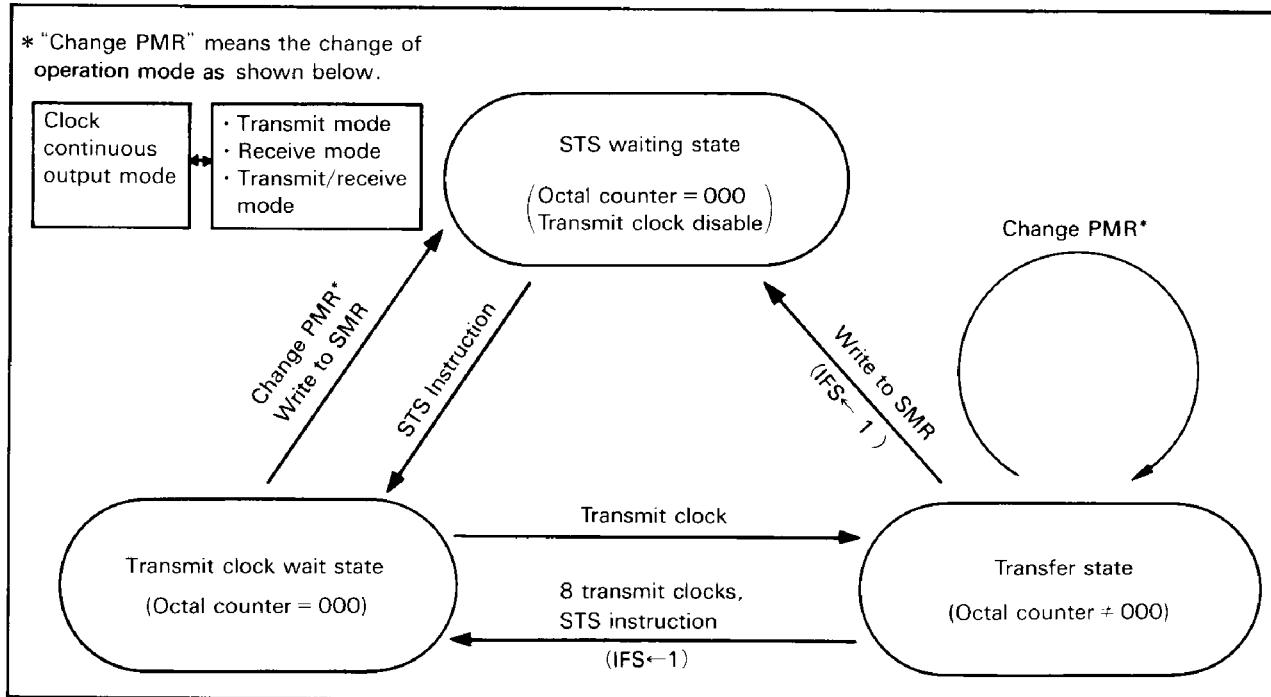 * "Change PMR" means the change of
operation mode as shown below.
Clock
continuous
output mode
· Transmit mode
· Receive mode
· Transmit/receive
mode
STS waiting state
(Octal counter = 000
Transmit clock disable)
Change PMR*
Change PMR*
Write to SMR
STS Instruction
Write to SMR
(IFS← 1 )
Transmit clock wait state
(Octal counter = 000)
Transmit clock
8 transmit clocks,
STS instruction
(IFS←1)
Transfer state
(Octal counter ≠ 000)